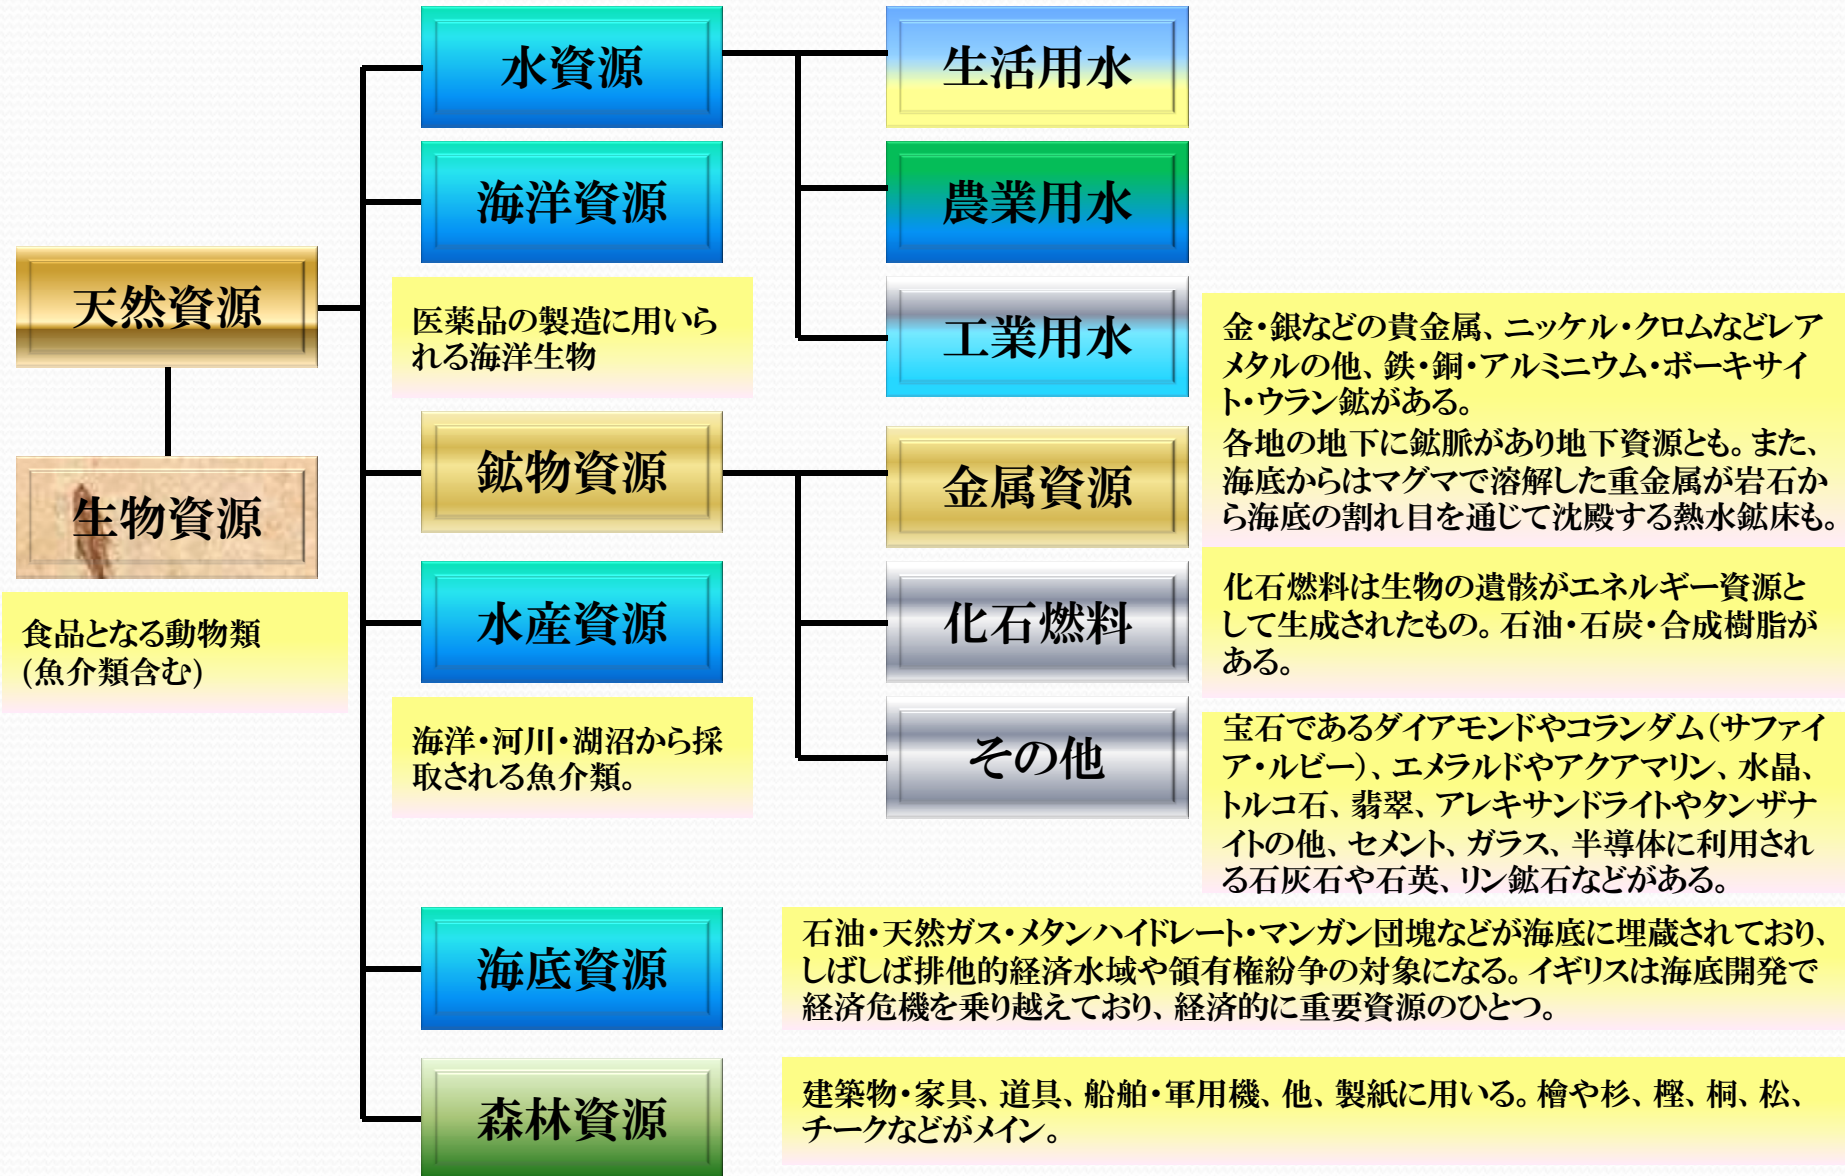 天然資源
生物資源
食品となる動物類
(魚介類含む)
水資源
海洋資源
医薬品の製造に用いら
れる海洋生物
鉱物資源
水産資源
海洋・河川・湖沼から採
取される魚介類。
海底資源
森林資源
生活用水
農業用水
工業用水
金属資源
化石燃料
その他
金・銀などの貴金属、ニッケル・クロムなどレア
メタルの他、鉄・銅・アルミニウム・ボーキサイ
ト・ウラン鉱がある。
各地の地下に鉱脈があり地下資源とも。また、
海底からはマグマで溶解した重金属が岩石か
ら海底の割れ目を通じて沈殿する熱水鉱床も。
化石燃料は生物の遺骸がエネルギー資源と
して生成されたもの。石油・石炭・合成樹脂が
ある。
宝石であるダイアモンドやコランダム（サファイ
ア・ルビー）、エメラルドやアクアマリン、水晶、
トルコ石、翡翠、アレキサンドライトやタンザナ
イトの他、セメント、ガラス、半導体に利用され
る石灰石や石英、リン鉱石などがある。
石油・天然ガス・メタンハイドレート・マンガン団塊などが海底に埋蔵されており、
しばしば排他的経済水域や領有権紛争の対象になる。イギリスは海底開発で
経済危機を乗り越えており、経済的に重要資源のひとつ。
建築物・家具、道具、船舶・軍用機、他、製紙に用いる。檜や杉、樫、桐、松、
チークなどがメイン。